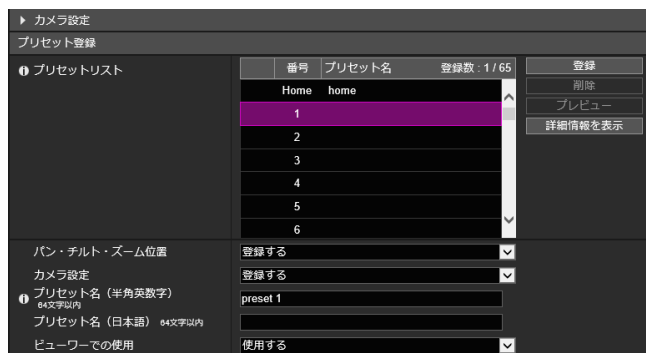 カメラ設定
プリセット登録
プリセットリスト
番号 プリセット名 登録数 : 1 / 65
Home home
1
2
3
4
5
6
登録
削除
プレビュー
詳細情報を表示
パン・チルト・ズーム位置 登録する
カメラ設定 登録する
プリセット名（半角英数字） preset 1
64文字以内
プリセット名（日本語） 64文字以内
ビューワーでの使用 使用する